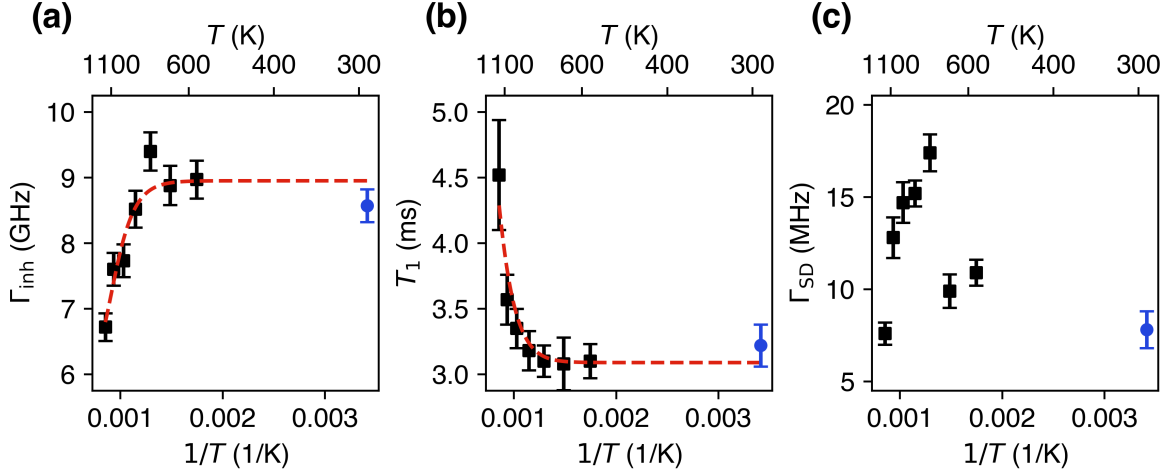 (a)
T (K)
1100 600 400 300
10
9
8
7
6
Γinh (GHz)
0.001 0.002 0.003
1/T (1/K)
(b)
T (K)
1100 600 400 300
5.0
4.5
4.0
3.5
3.0
T1 (ms)
0.001 0.002 0.003
1/T (1/K)
(c)
T (K)
1100 600 400 300
20
15
10
5
ΓSD (MHz)
0.001 0.002 0.003
1/T (1/K)